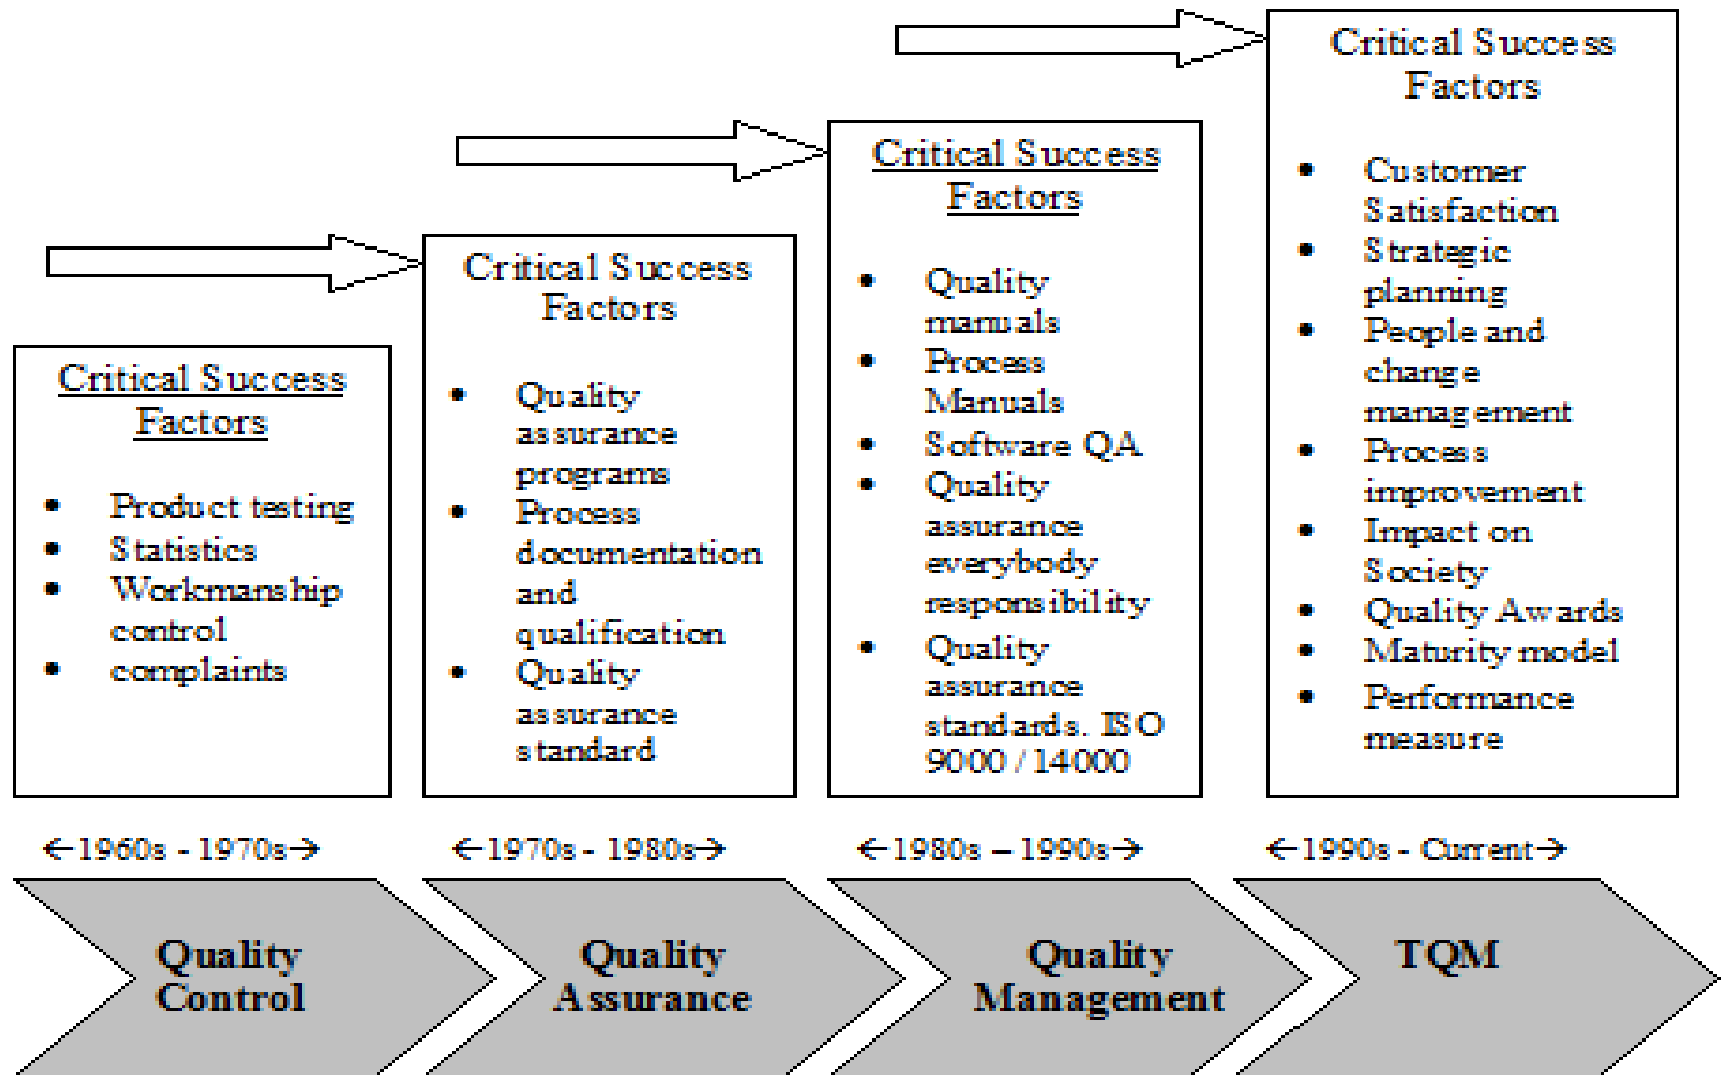 Critical Success
Factors
• Product testing
• Statistics
• Workmanship
control
• complaints
Critical Success
Factors
• Quality
assurance
programs
• Process
documentation
and
qualification
• Quality
assurance
standard
Critical Success
Factors
• Quality
manuals
• Process
Manuals
• Software QA
• Quality
assurance
everybody
responsibility
• Quality
assurance
standards. ISO
9000 / 14000
Critical Success
Factors
• Customer
Satisfaction
• Strategic
planning
• People and
change
management
• Process
improvement
• Impact on
Society
• Quality Awards
• Maturity model
• Performance
measure
←1960s - 1970s→
←1970s - 1980s→
←1980s – 1990s→
←1990s - Current→
Quality
Control
Quality
Assurance
Quality
Management
TQM